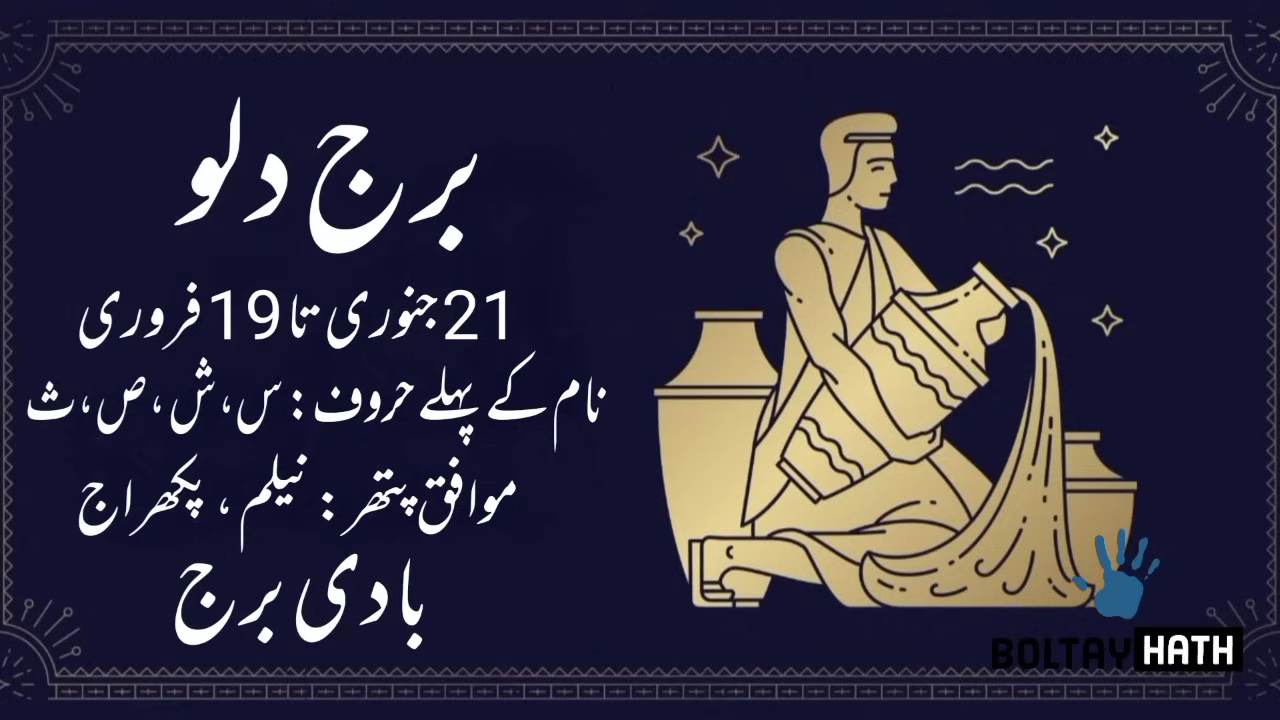 برج دلو
21 جنوری تا 19 فروری
نام کے پہلے حروف : س، ش، ص، ث
موافق پتھر : نیلم ، پکھراج
بادی برج
BOLTAY HATH